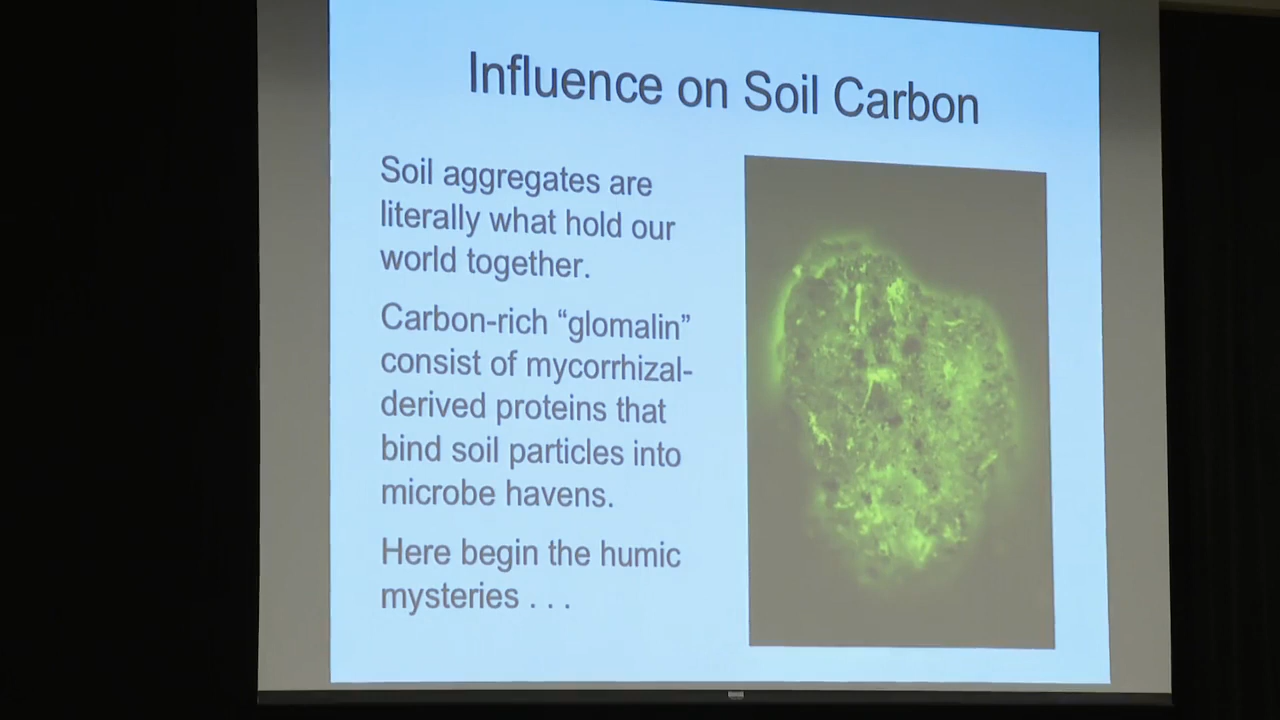 Influence on Soil Carbon
Soil aggregates are
literally what hold our
world together.
Carbon-rich “glomalin”
consist of mycorrhizal-
derived proteins that
bind soil particles into
microbe havens.
Here begin the humic
mysteries . . .